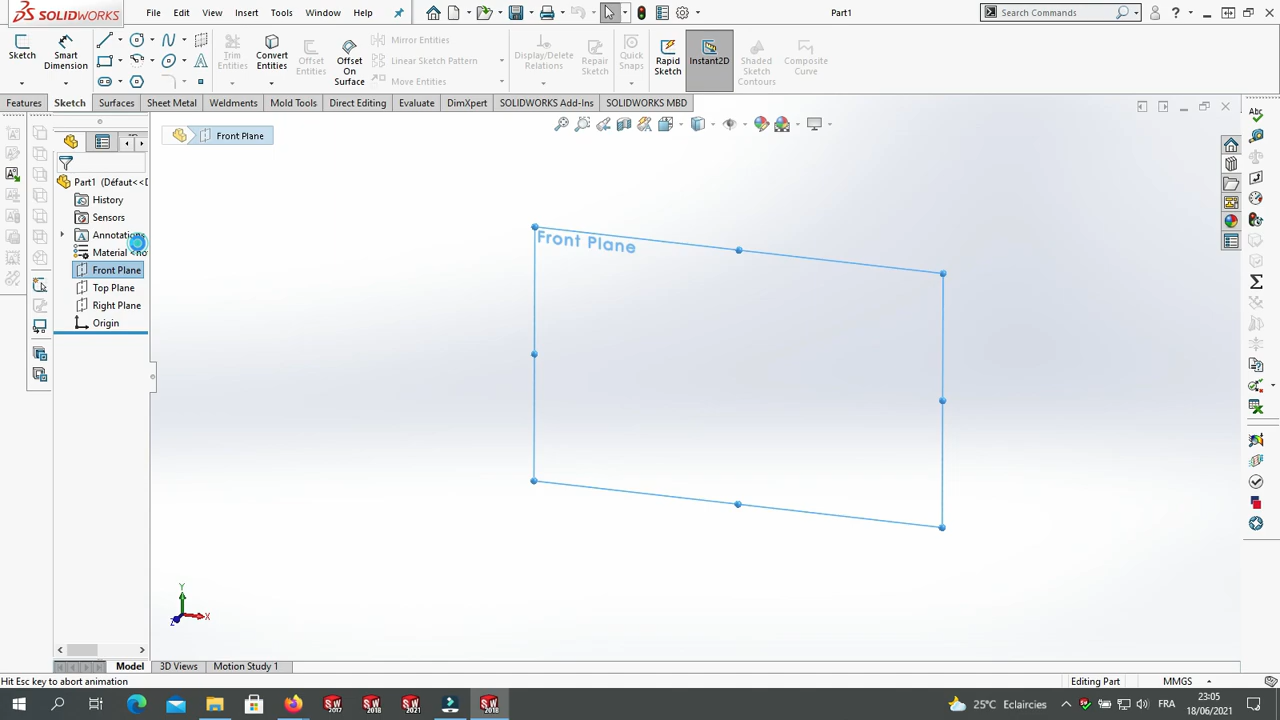 SOLIDWORKS
File
Edit
View
Insert
Tools
Window
Help
Part1
Search Commands
Sketch
Smart Dimension
Trim Entities
Convert Entities
Offset Entities
Offset On Surface
Mirror Entities
Linear Sketch Pattern
Move Entities
Display/Delete Relations
Repair Sketch
Quick Snaps
Rapid Sketch
Instant2D
Shaded Sketch Contours
Composite Curve
Features
Sketch
Surfaces
Sheet Metal
Weldments
Mold Tools
Direct Editing
Evaluate
DimXpert
SOLIDWORKS Add-Ins
SOLIDWORKS MBD
Front Plane
Part1 (Défaut<<D
History
Sensors
Annotations
Material <no
Front Plane
Top Plane
Right Plane
Origin
Front Plane
Y
X
Z
Model
3D Views
Motion Study 1
Hit Esc key to abort animation
Editing Part
MMGS
25°C Eclaircies
FRA
23:05
18/06/2021